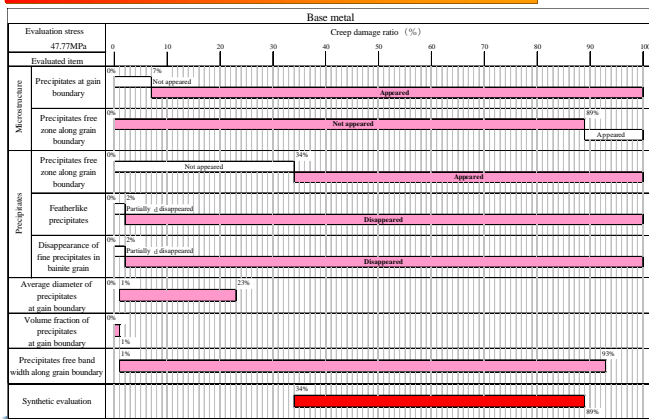 Base metal
Evaluation stress
47.77MPa
Creep damage ratio (%)
0 10 20 30 40 50 60 70 80 90 100
Evaluated item
Microstructure
Precipitates at gain
boundary
0% 7%
Not appeared
Appeared
Precipitates free
zone along grain
boundary
0% 89%
Not appeared
Appeared
Precipitates
Precipitates free
zone along grain
boundary
0% 34%
Not appeared
Appeared
Featherlike
precipitates
0% 2%
Partially d disappeared
Disappeared
Disappearance of
fine precipitates in
bainite grain
0% 2%
Partially d disappeared
Disappeared
Average diameter of
precipitates
at gain boundary
0% 1% 23%
Volume fraction of
precipitates
at gain boundary
0%
1%
Precipitates free band
width along grain boundary
1% 93%
Synthetic evaluation
34%
89%